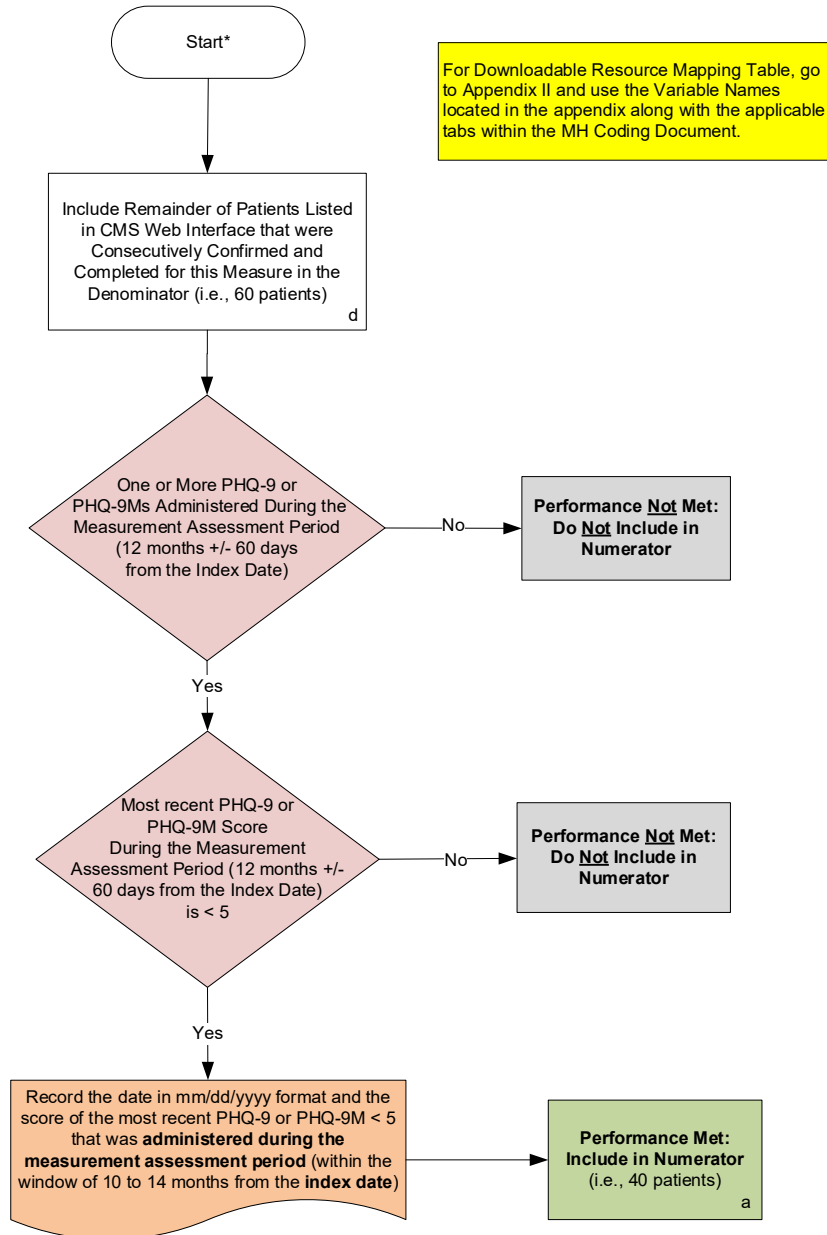 Start*
For Downloadable Resource Mapping Table, go
to Appendix II and use the Variable Names
located in the appendix along with the applicable
tabs within the MH Coding Document.
Include Remainder of Patients Listed
in CMS Web Interface that were
Consecutively Confirmed and
Completed for this Measure in the
Denominator (i.e., 60 patients)
d
One or More PHQ-9 or
PHQ-9Ms Administered During the
Measurement Assessment Period
(12 months +/- 60 days
from the Index Date)
No
Performance Not Met:
Do Not Include in
Numerator
Yes
Most recent PHQ-9 or
PHQ-9M Score
During the Measurement
Assessment Period (12 months +/-
60 days from the Index Date)
is < 5
No
Performance Not Met:
Do Not Include in
Numerator
Yes
Record the date in mm/dd/yyyy format and the
score of the most recent PHQ-9 or PHQ-9M < 5
that was administered during the
measurement assessment period (within the
window of 10 to 14 months from the index date)
Performance Met:
Include in Numerator
(i.e., 40 patients)
a